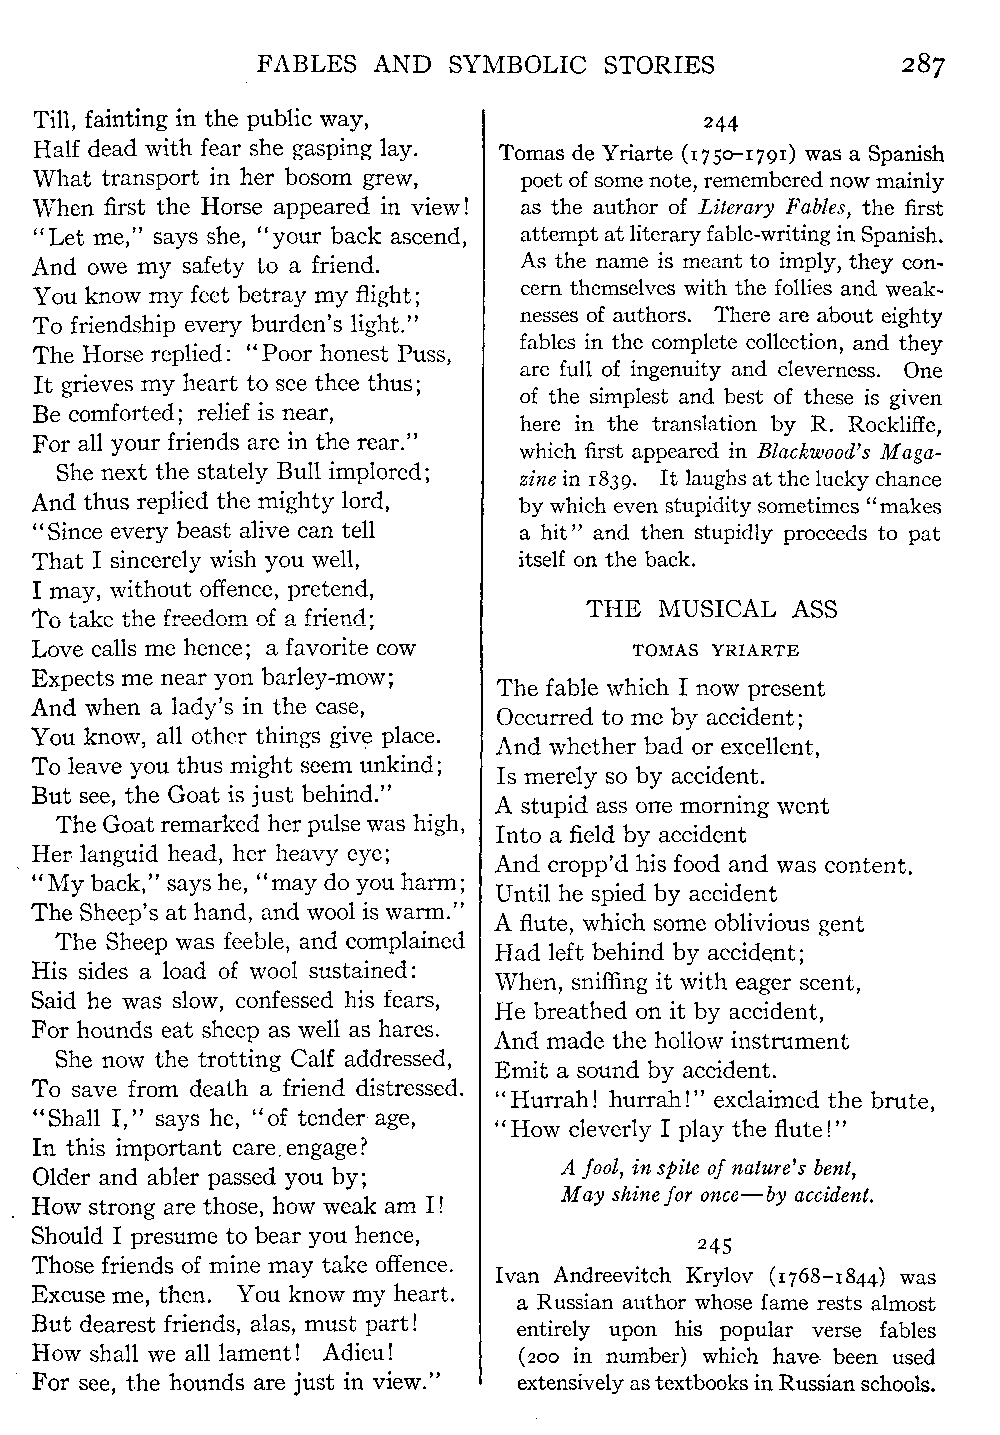 FABLES AND SYMBOLIC STORIES 287
Till, fainting in the public way,
Half dead with fear she gasping lay.
What transport in her bosom grew,
When first the Horse appeared in view!
"Let me," says she, "your back ascend,
And owe my safety to a friend.
You know my feet betray my flight;
To friendship every burden's light."
The Horse replied: "Poor honest Puss,
It grieves my heart to see thee thus;
Be comforted; relief is near,
For all your friends are in the rear."
She next the stately Bull implored;
And thus replied the mighty lord,
"Since every beast alive can tell
That I sincerely wish you well,
I may, without offence, pretend,
To take the freedom of a friend;
Love calls me hence; a favorite cow
Expects me near yon barley-mow;
And when a lady's in the case,
You know, all other things give place.
To leave you thus might seem unkind;
But see, the Goat is just behind."
The Goat remarked her pulse was high,
Her languid head, her heavy eye;
"My back," says he, "may do you harm;
The Sheep's at hand, and wool is warm."
The Sheep was feeble, and complained
His sides a load of wool sustained:
Said he was slow, confessed his fears,
For hounds eat sheep as well as hares.
She now the trotting Calf addressed,
To save from death a friend distressed.
"Shall I," says he, "of tender age,
In this important care engage?
Older and abler passed you by;
How strong are those, how weak am I!
Should I presume to bear you hence,
Those friends of mine may take offence.
Excuse me, then. You know my heart.
But dearest friends, alas, must part!
How shall we all lament! Adieu!
For see, the hounds are just in view."
244
Tomas de Yriarte (1750–1791) was a Spanish
poet of some note, remembered now mainly
as the author of Literary Fables, the first
attempt at literary fable-writing in Spanish.
As the name is meant to imply, they con-
cern themselves with the follies and weak-
nesses of authors. There are about eighty
fables in the complete collection, and they
are full of ingenuity and cleverness. One
of the simplest and best of these is given
here in the translation by R. Rockliffe,
which first appeared in Blackwood's Maga-
zine in 1839. It laughs at the lucky chance
by which even stupidity sometimes "makes
a hit" and then stupidly proceeds to pat
itself on the back.
THE MUSICAL ASS
TOMAS YRIARTE
The fable which I now present
Occurred to me by accident;
And whether bad or excellent,
Is merely so by accident.
A stupid ass one morning went
Into a field by accident
And cropp'd his food and was content,
Until he spied by accident
A flute, which some oblivious gent
Had left behind by accident;
When, sniffing it with eager scent,
He breathed on it by accident,
And made the hollow instrument
Emit a sound by accident.
"Hurrah! hurrah!" exclaimed the brute,
"How cleverly I play the flute!"
A fool, in spite of nature's bent,
May shine for once—by accident.
245
Ivan Andreevitch Krylov (1768–1844) was
a Russian author whose fame rests almost
entirely upon his popular verse fables
(200 in number) which have been used
extensively as textbooks in Russian schools.